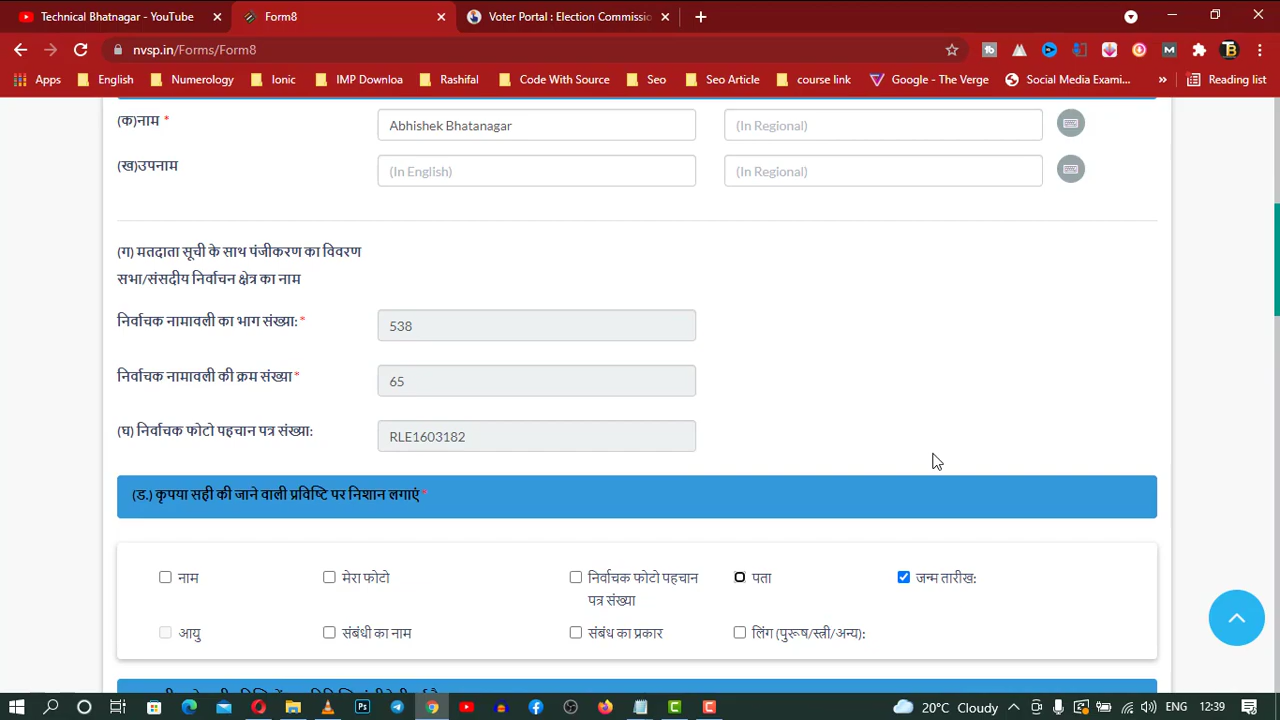 Technical Bhatnagar - YouTube
Form8
Voter Portal : Election Commissio
nvsp.in/Forms/Form8
Apps
English
Numerology
Ionic
IMP Downloa
Rashifal
Code With Source
Seo
Seo Article
course link
Google - The Verge
Social Media Exami...
»
Reading list
(क)नाम *
Abhishek Bhatanagar
(In Regional)
(ख)उपनाम
(In English)
(In Regional)
(ग) मतदाता सूची के साथ पंजीकरण का विवरण
सभा/संसदीय निर्वाचन क्षेत्र का नाम
निर्वाचक नामावली का भाग संख्या: *
538
निर्वाचक नामावली की क्रम संख्या *
65
(घ) निर्वाचक फोटो पहचान पत्र संख्या:
RLE1603182
(ड.) कृपया सही की जाने वाली प्रविष्टि पर निशान लगाएं *
नाम
मेरा फोटो
निर्वाचक फोटो पहचान
पत्र संख्या
पता
जन्म तारीख:
आयु
संबंधी का नाम
संबंध का प्रकार
लिंग (पुरूष/स्त्री/अन्य):
20°C Cloudy
ENG
12:39